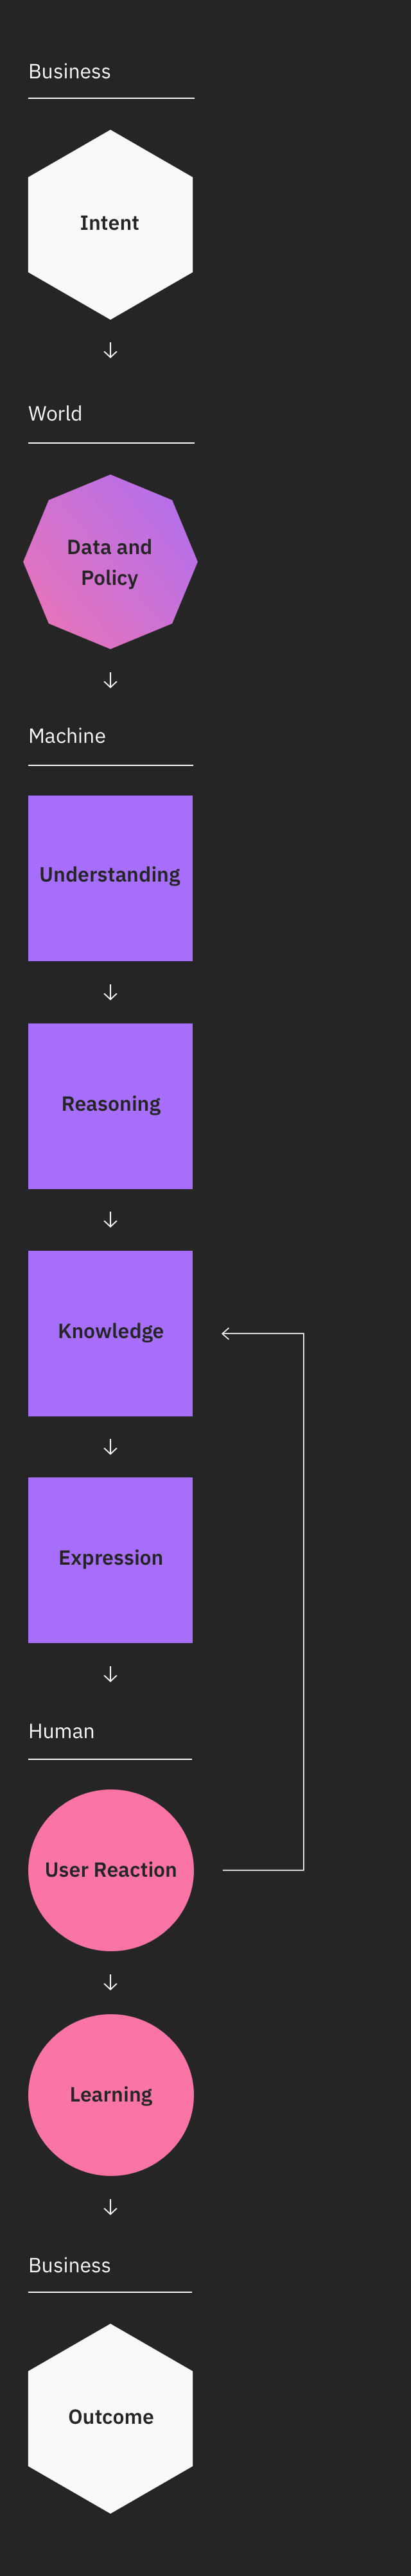 Business
Intent
World
Data and
Policy
Machine
Understanding
Reasoning
Knowledge
Expression
Human
User Reaction
Learning
Business
Outcome